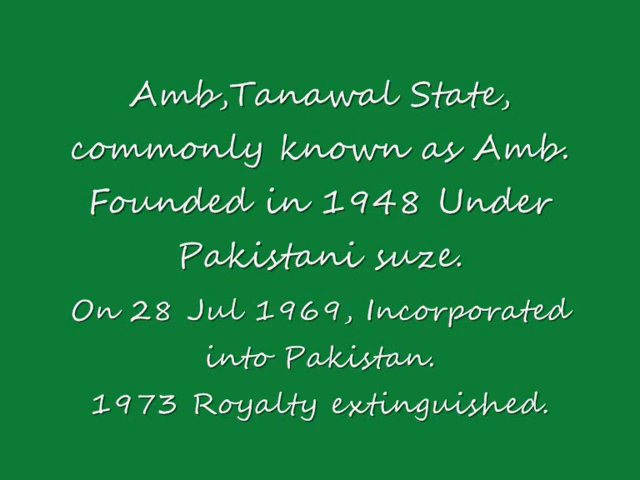 Amb,Tanawal State,
commonly known as Amb.
Founded in 1948 Under
Pakistani suze.
On 28 Jul 1969, Incorporated
into Pakistan.
1973 Royalty extinguished.